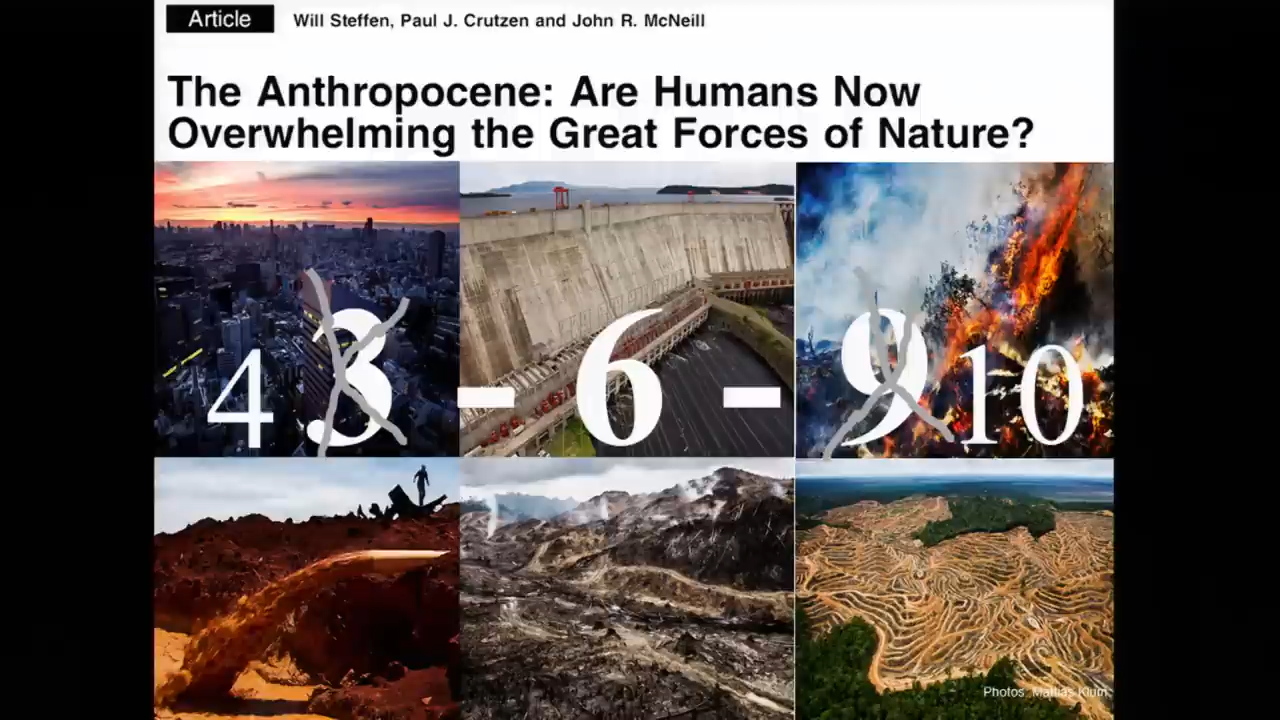 Article Will Steffen, Paul J. Crutzen and John R. McNeill
The Anthropocene: Are Humans Now
Overwhelming the Great Forces of Nature?
4 3 - 6 - 9 10
Photos: Mattias Klum